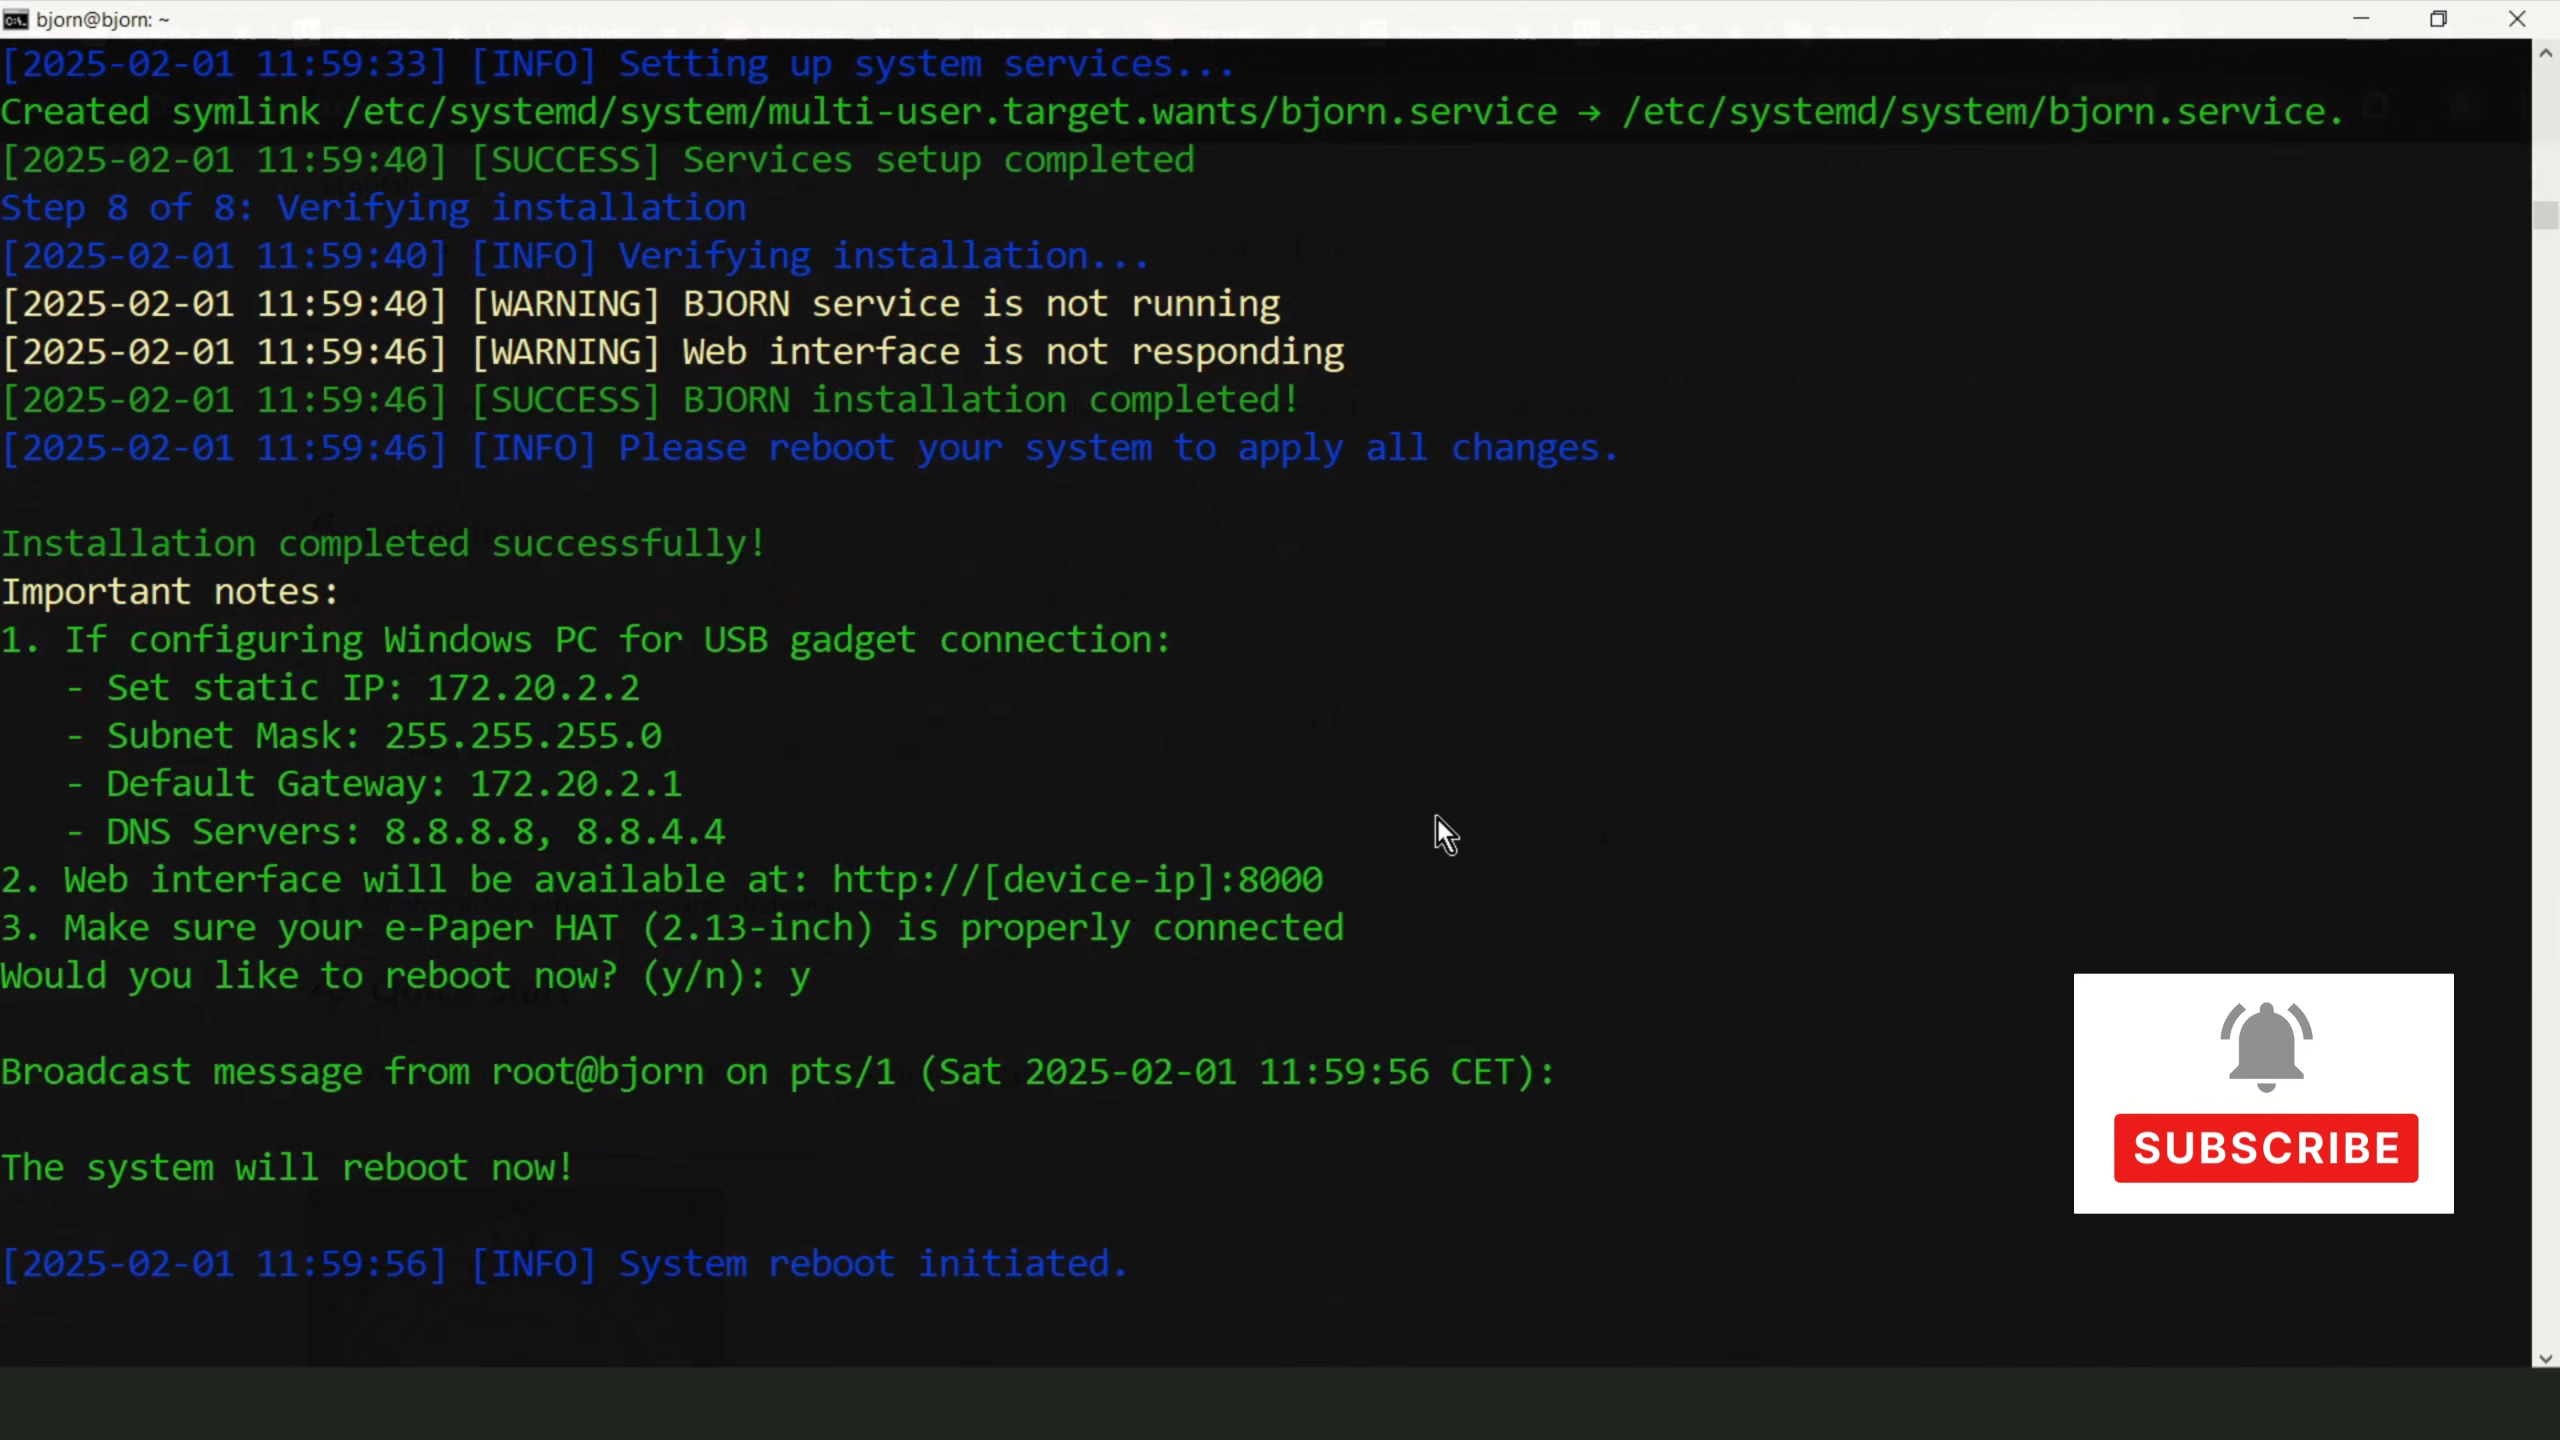 bjorn@bjorn: ~
[2025-02-01 11:59:33] [INFO] Setting up system services...
Created symlink /etc/systemd/system/multi-user.target.wants/bjorn.service → /etc/systemd/system/bjorn.service.
[2025-02-01 11:59:40] [SUCCESS] Services setup completed
Step 8 of 8: Verifying installation
[2025-02-01 11:59:40] [INFO] Verifying installation...
[2025-02-01 11:59:40] [WARNING] BJORN service is not running
[2025-02-01 11:59:46] [WARNING] Web interface is not responding
[2025-02-01 11:59:46] [SUCCESS] BJORN installation completed!
[2025-02-01 11:59:46] [INFO] Please reboot your system to apply all changes.
Installation completed successfully!
Important notes:
1. If configuring Windows PC for USB gadget connection:
- Set static IP: 172.20.2.2
- Subnet Mask: 255.255.255.0
- Default Gateway: 172.20.2.1
- DNS Servers: 8.8.8.8, 8.8.4.4
2. Web interface will be available at: http://[device-ip]:8000
3. Make sure your e-Paper HAT (2.13-inch) is properly connected
Would you like to reboot now? (y/n): y
Broadcast message from root@bjorn on pts/1 (Sat 2025-02-01 11:59:56 CET):
The system will reboot now!
[2025-02-01 11:59:56] [INFO] System reboot initiated.
SUBSCRIBE